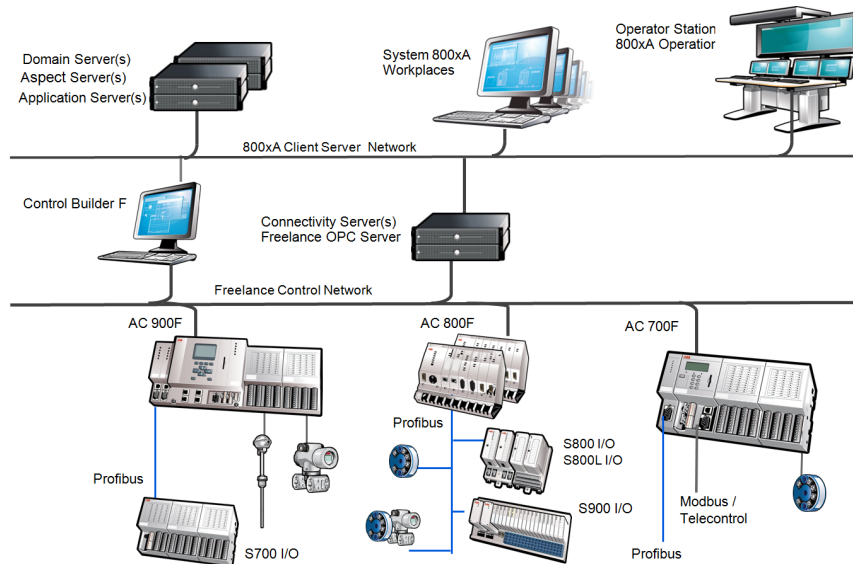 Domain Server(s)
Aspect Server(s)
Application Server(s)
System 800xA
Workplaces
Operator Station
800xA Operation
800xA Client Server Network
Control Builder F
Connectivity Server(s)
Freelance OPC Server
Freelance Control Network
AC 900F
AC 800F
AC 700F
Profibus
S800 I/O
S800L I/O
Profibus
S900 I/O
Modbus /
Telecontrol
S700 I/O
Profibus